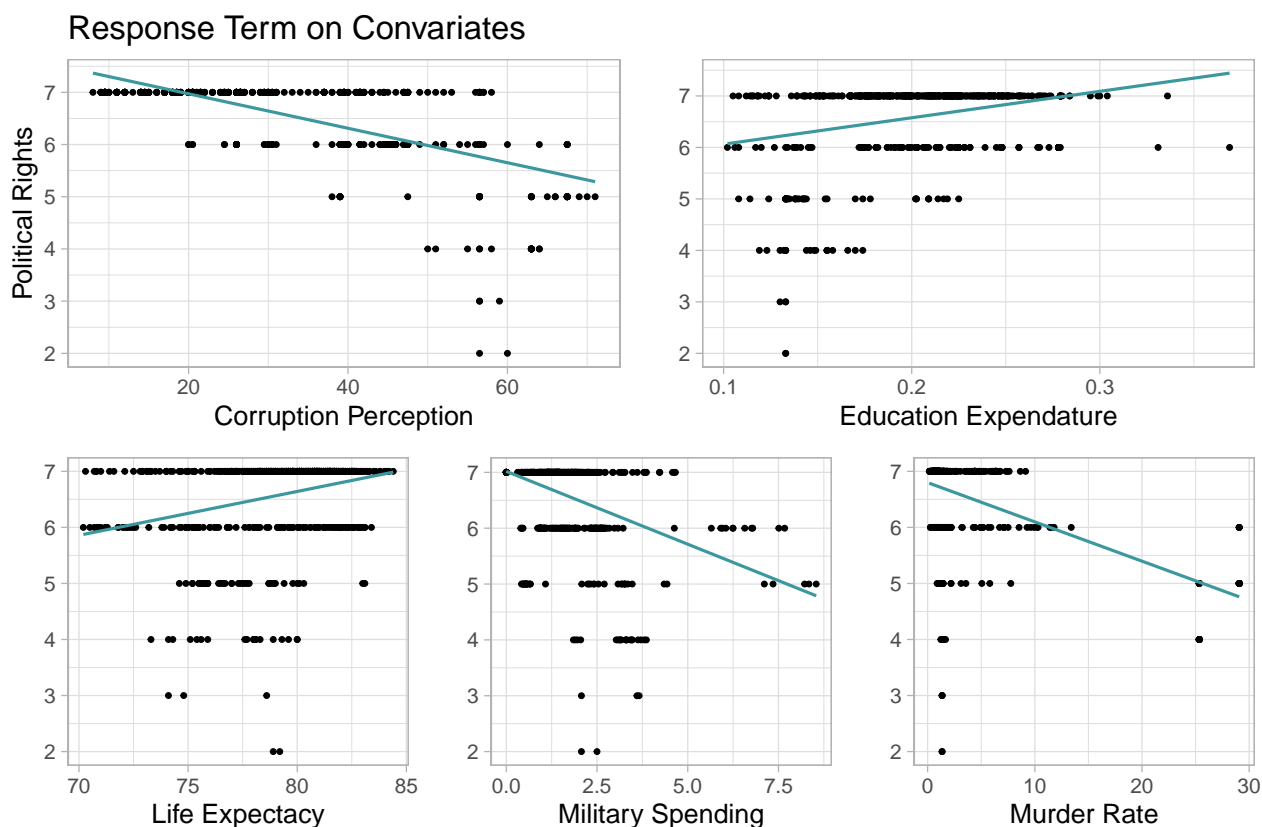 Response Term on Convariates
Political Rights
7
6
5
4
3
2
20 40 60
Corruption Perception
7
6
5
4
3
2
0.1 0.2 0.3
Education Expendature
7
6
5
4
3
2
70 75 80 85
Life Expectacy
7
6
5
4
3
2
0.0 2.5 5.0 7.5
Military Spending
7
6
5
4
3
2
0 10 20 30
Murder Rate